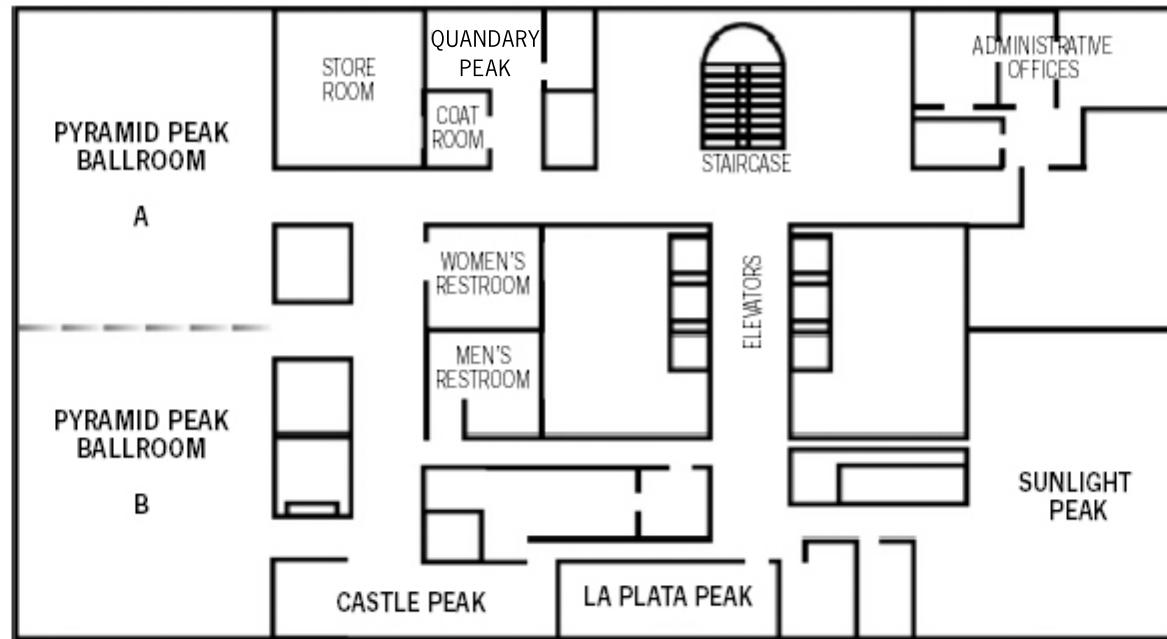 QUANDARY
PEAK
ADMINISTRATIVE
OFFICES
STORE
ROOM
COAT
ROOM
PYRAMID PEAK
BALLROOM
A
STAIRCASE
WOMEN'S
RESTROOM
ELEVATORS
MEN'S
RESTROOM
PYRAMID PEAK
BALLROOM
B
SUNLIGHT
PEAK
CASTLE PEAK
LA PLATA PEAK